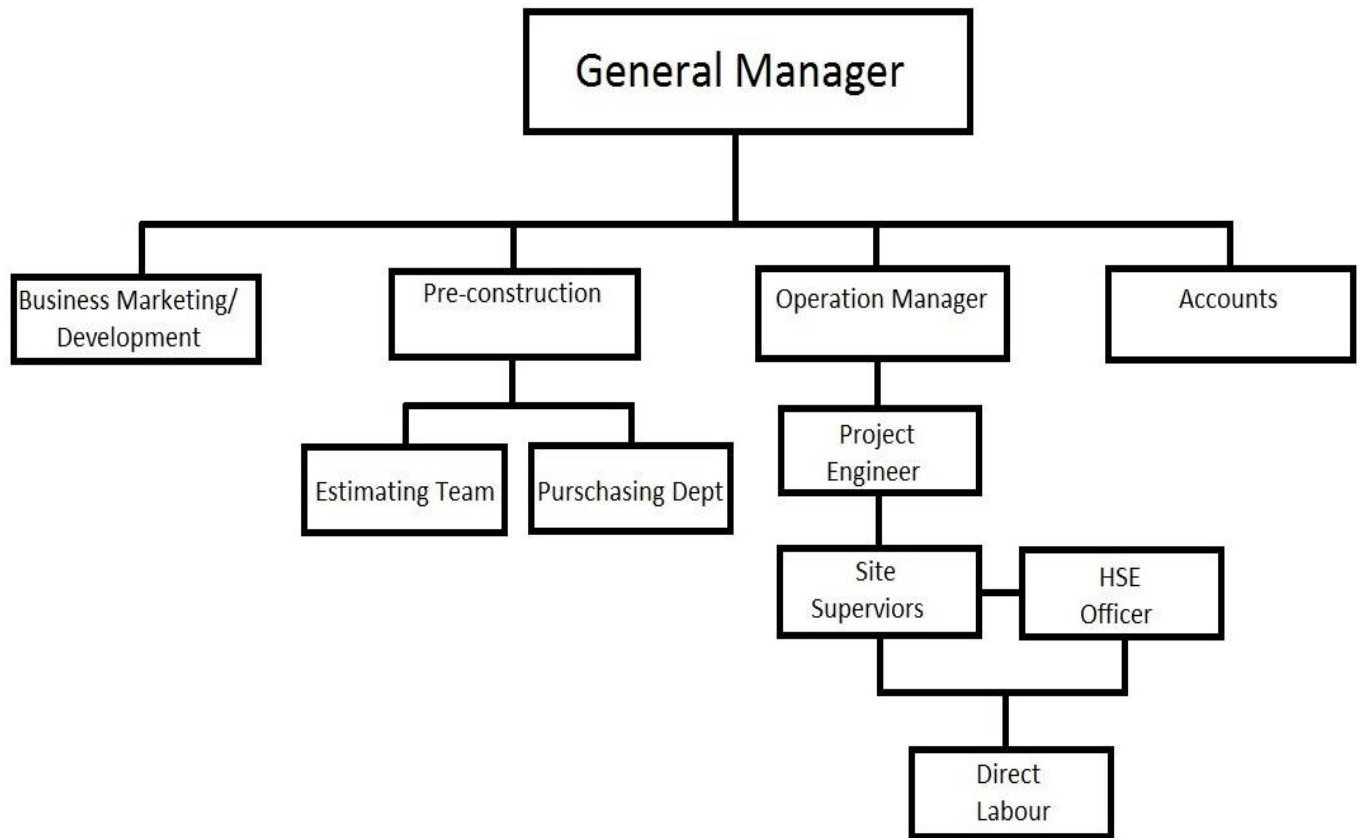 General Manager
Business Marketing/
Development
Pre-construction
Operation Manager
Accounts
Estimating Team
Purschasing Dept
Project
Engineer
Site
Superviors
HSE
Officer
Direct
Labour